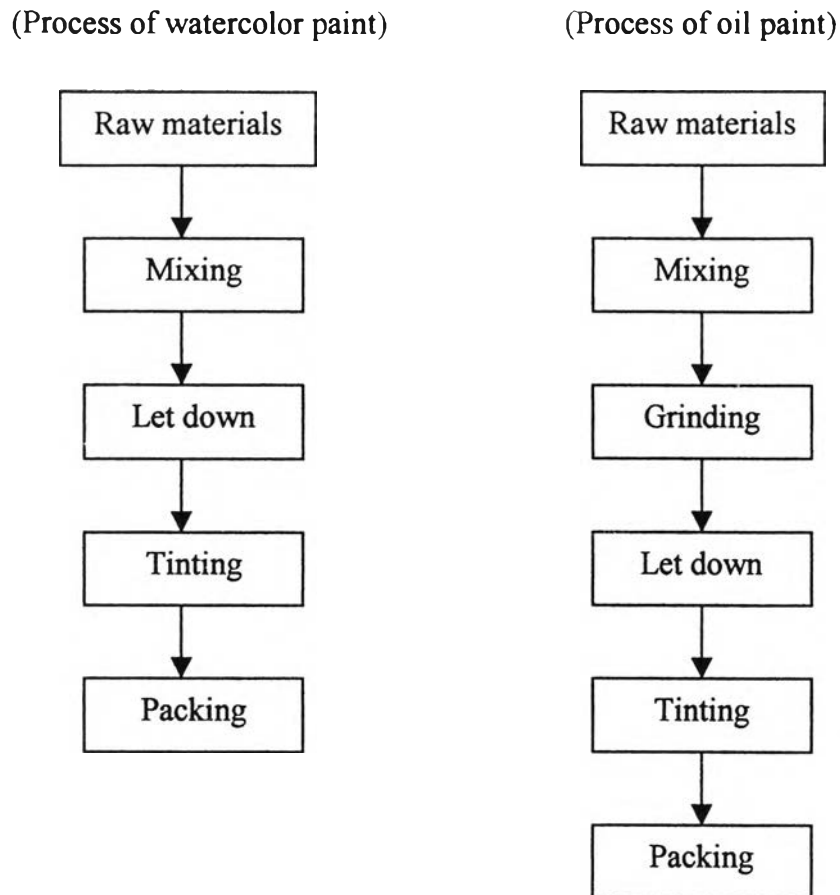 (Process of watercolor paint)
Raw materials
Mixing
Let down
Tinting
Packing
(Process of oil paint)
Raw materials
Mixing
Grinding
Let down
Tinting
Packing